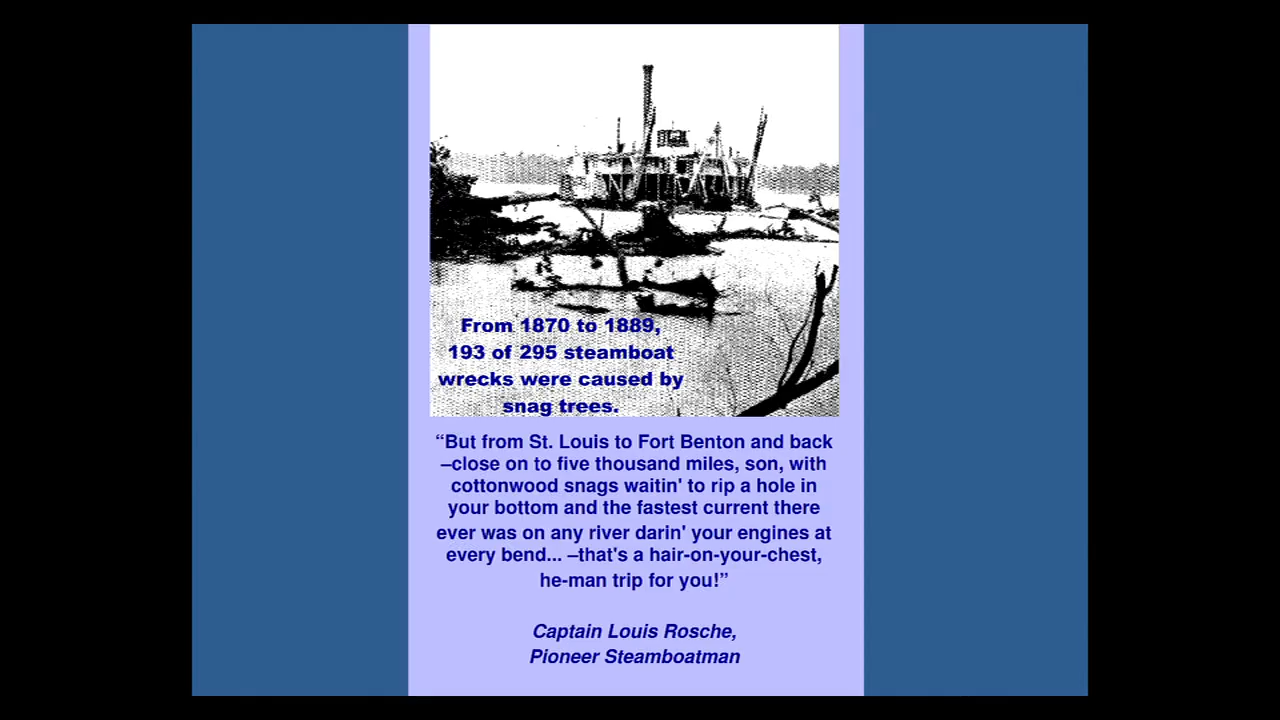 From 1870 to 1889,
193 of 295 steamboat
wrecks were caused by
snag trees.
“But from St. Louis to Fort Benton and back
–close on to five thousand miles, son, with
cottonwood snags waitin' to rip a hole in
your bottom and the fastest current there
ever was on any river darin' your engines at
every bend... –that's a hair-on-your-chest,
he-man trip for you!”
Captain Louis Rosche,
Pioneer Steamboatman